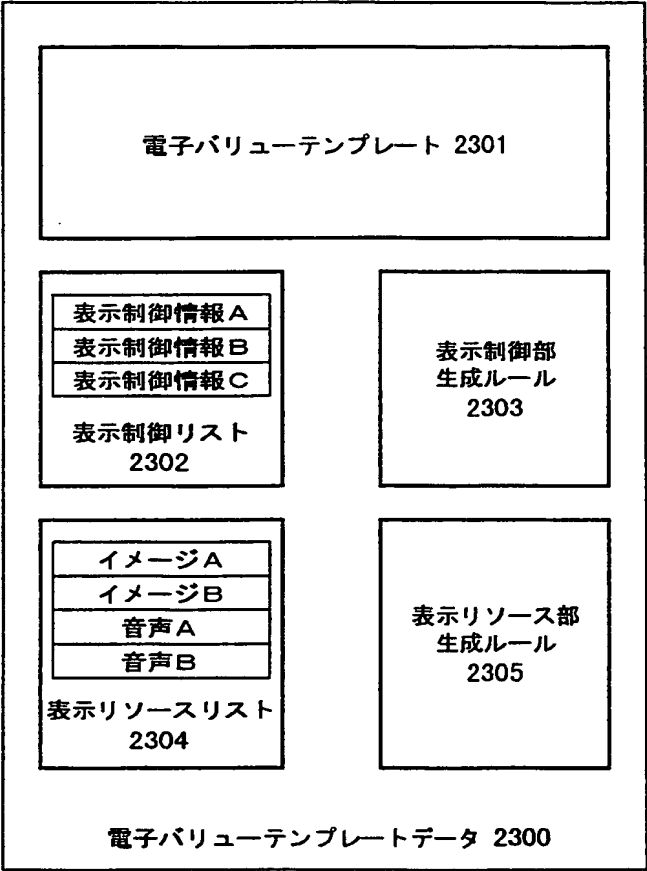 電子バリューテンプレート 2301
表示制御情報A
表示制御情報B
表示制御情報C
表示制御リスト
2302
表示制御部
生成ルール
2303
イメージA
イメージB
音声A
音声B
表示リソースリスト
2304
表示リソース部
生成ルール
2305
電子バリューテンプレートデータ 2300